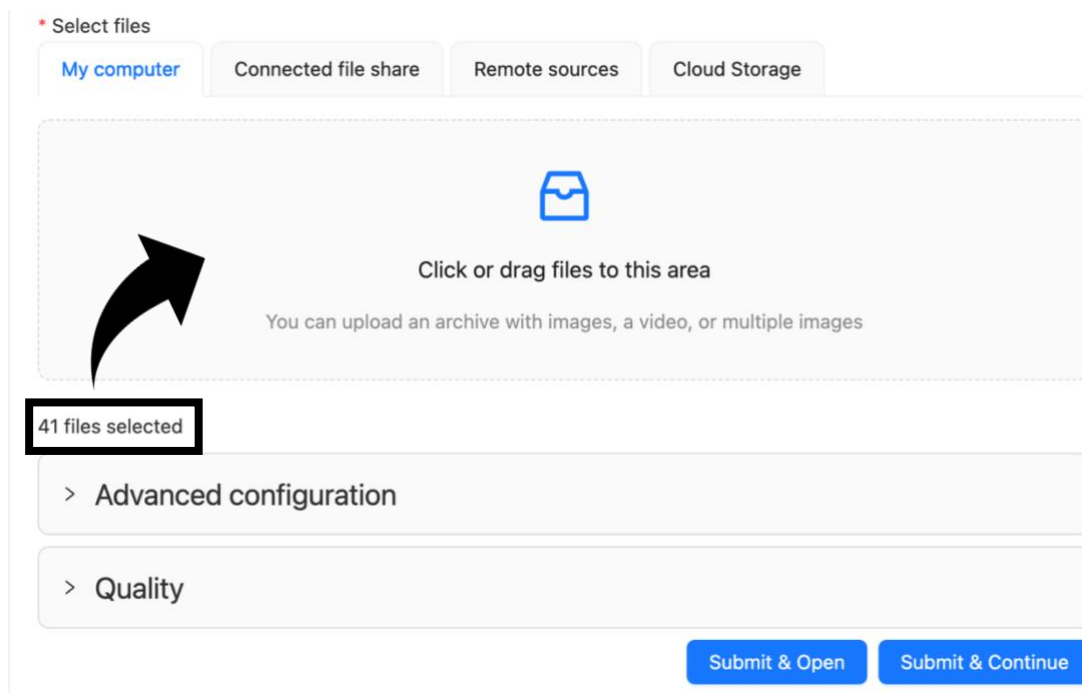 * Select files
My computer Connected file share Remote sources Cloud Storage
Click or drag files to this area
You can upload an archive with images, a video, or multiple images
41 files selected
> Advanced configuration
> Quality
Submit & Open Submit & Continue